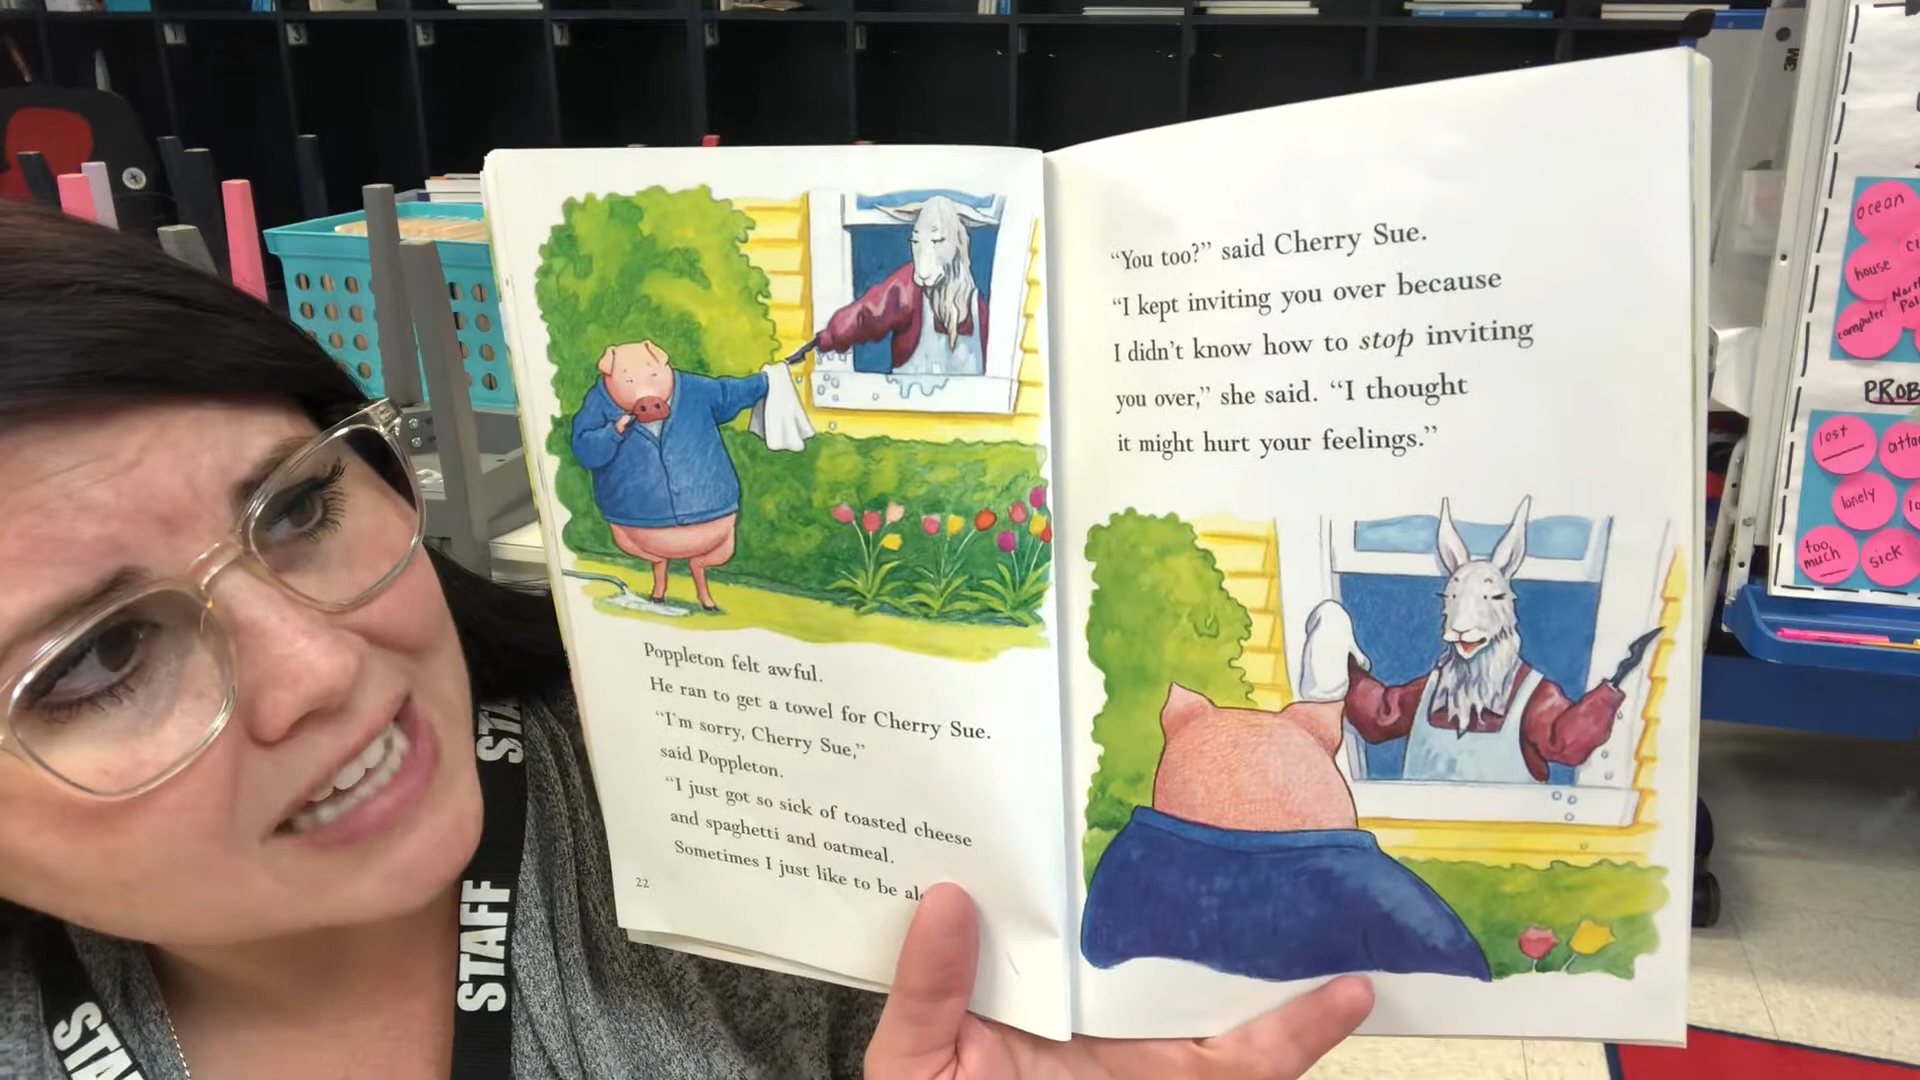 Poppleton felt awful.
He ran to get a towel for Cherry Sue.
“I’m sorry, Cherry Sue,”
said Poppleton.
“I just got so sick of toasted cheese
and spaghetti and oatmeal.
Sometimes I just like to be
22
“You too?” said Cherry Sue.
“I kept inviting you over because
I didn’t know how to stop inviting
you over,” she said. “I thought
it might hurt your feelings.”
3M
ocean
house
computer
lost
lonely
too
much
sick
STAFF